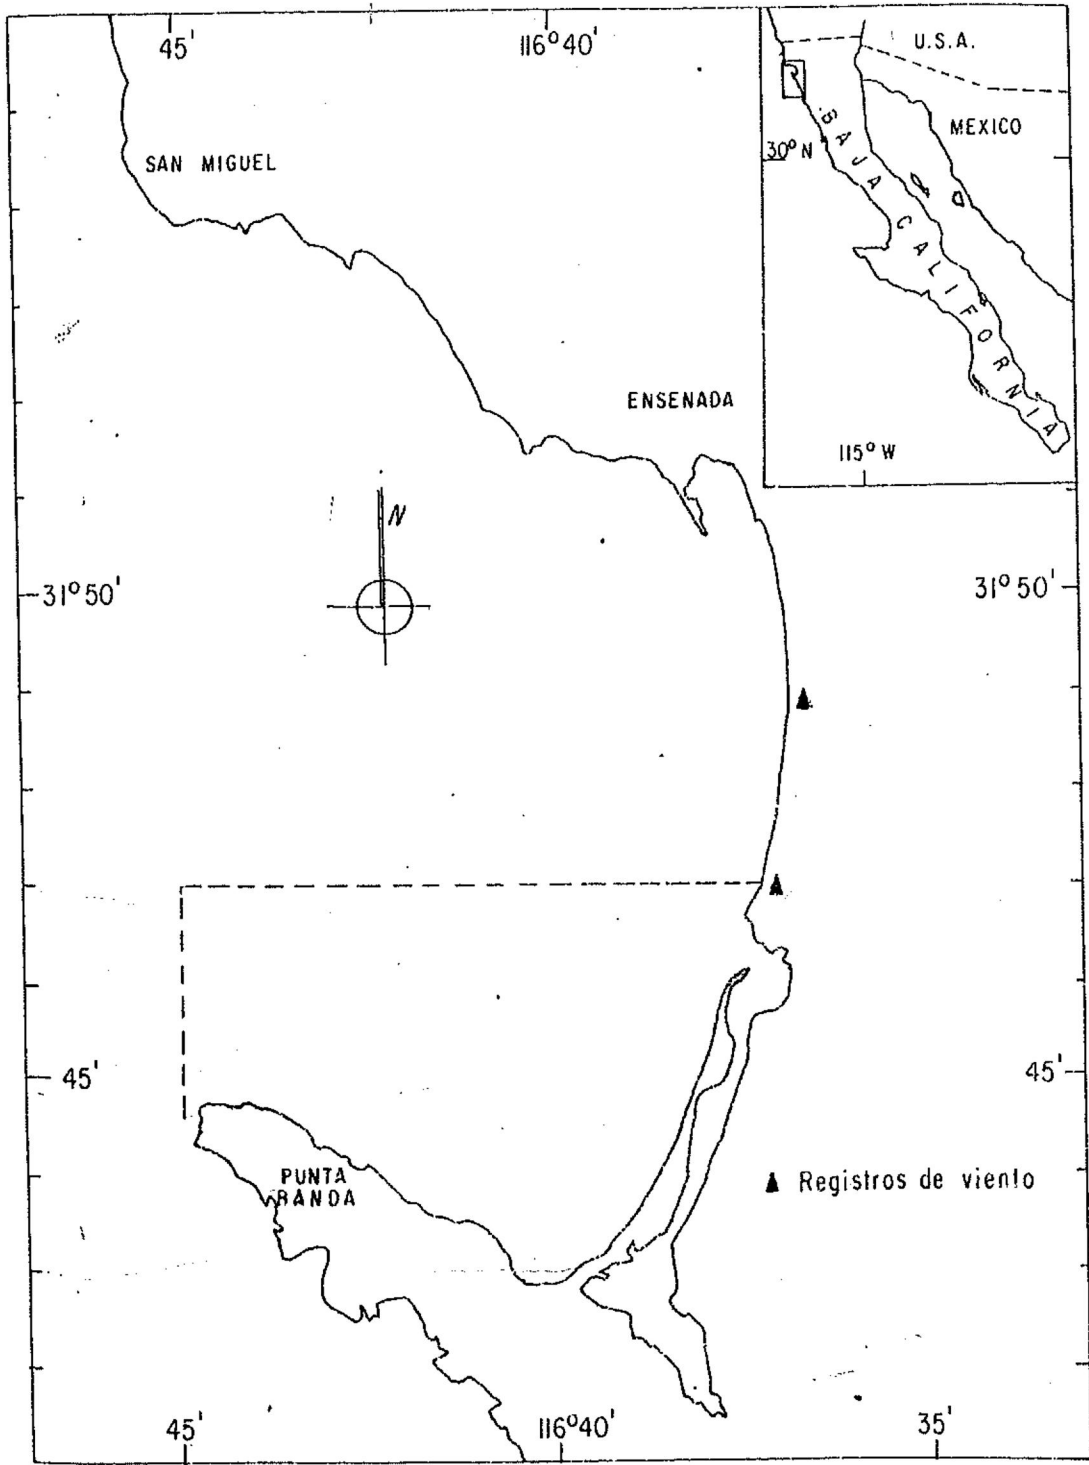 45'
116° 40'
U.S.A.
MEXICO
SAN MIGUEL
30° N
BAJA CALIFORNIA
ENSENADA
115° W
N
31° 50'
31° 50'
45'
45'
PUNTA
BANDA
Registros de viento
45'
116° 40'
35'